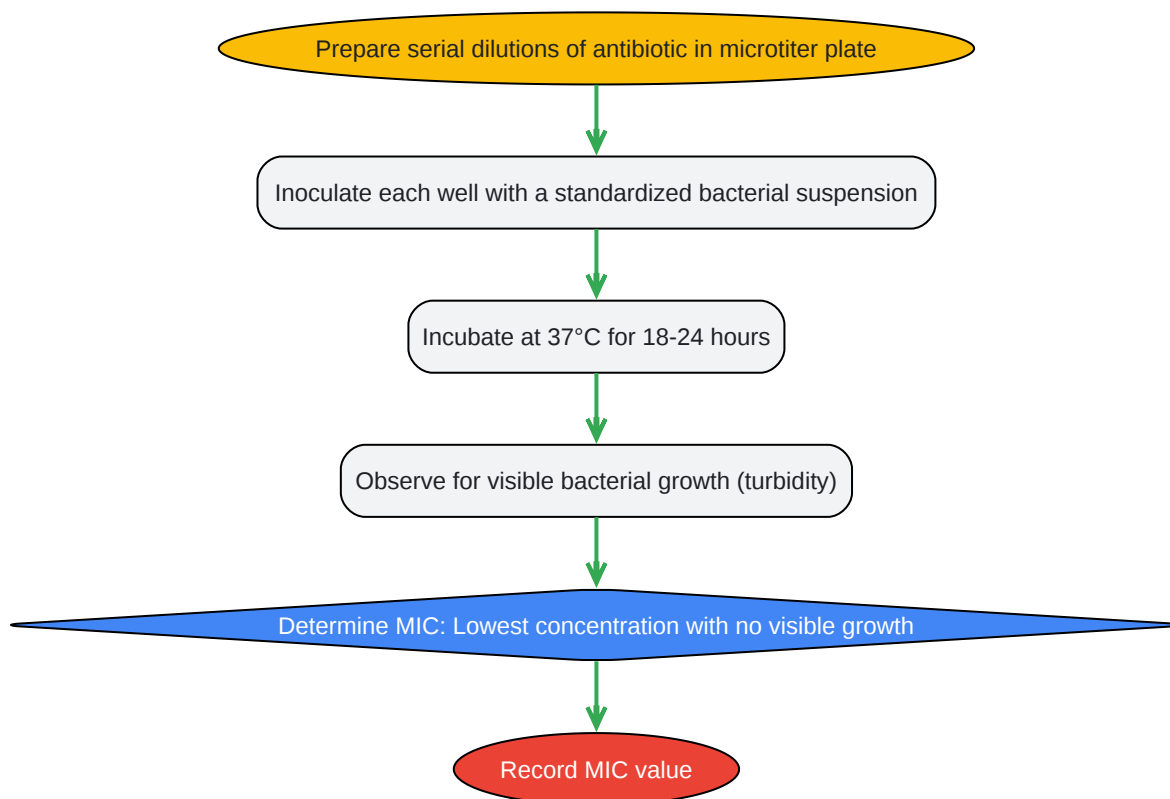 Prepare serial dilutions of antibiotic in microtiter plate
Inoculate each well with a standardized bacterial suspension
Incubate at 37°C for 18-24 hours
Observe for visible bacterial growth (turbidity)
Determine MIC: Lowest concentration with no visible growth
Record MIC value